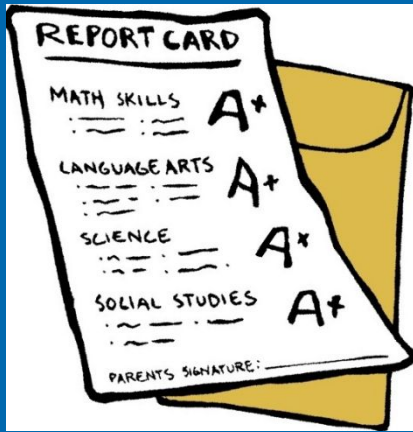 REPORT CARD
MATH SKILLS A+
LANGUAGE ARTS A+
SCIENCE A+
SOCIAL STUDIES A+
PARENTS SIGNATURE: